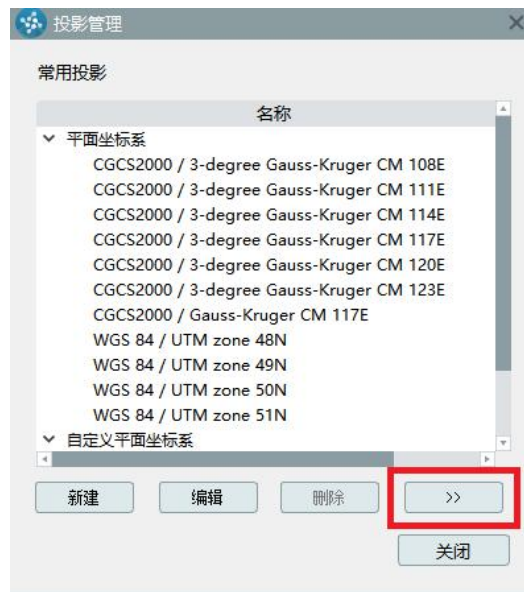 投影管理
常用投影
名称
平面坐标系
CGCS2000 / 3-degree Gauss-Kruger CM 108E
CGCS2000 / 3-degree Gauss-Kruger CM 111E
CGCS2000 / 3-degree Gauss-Kruger CM 114E
CGCS2000 / 3-degree Gauss-Kruger CM 117E
CGCS2000 / 3-degree Gauss-Kruger CM 120E
CGCS2000 / 3-degree Gauss-Kruger CM 123E
CGCS2000 / Gauss-Kruger CM 117E
WGS 84 / UTM zone 48N
WGS 84 / UTM zone 49N
WGS 84 / UTM zone 50N
WGS 84 / UTM zone 51N
自定义平面坐标系
新建 编辑 删除 >>
关闭